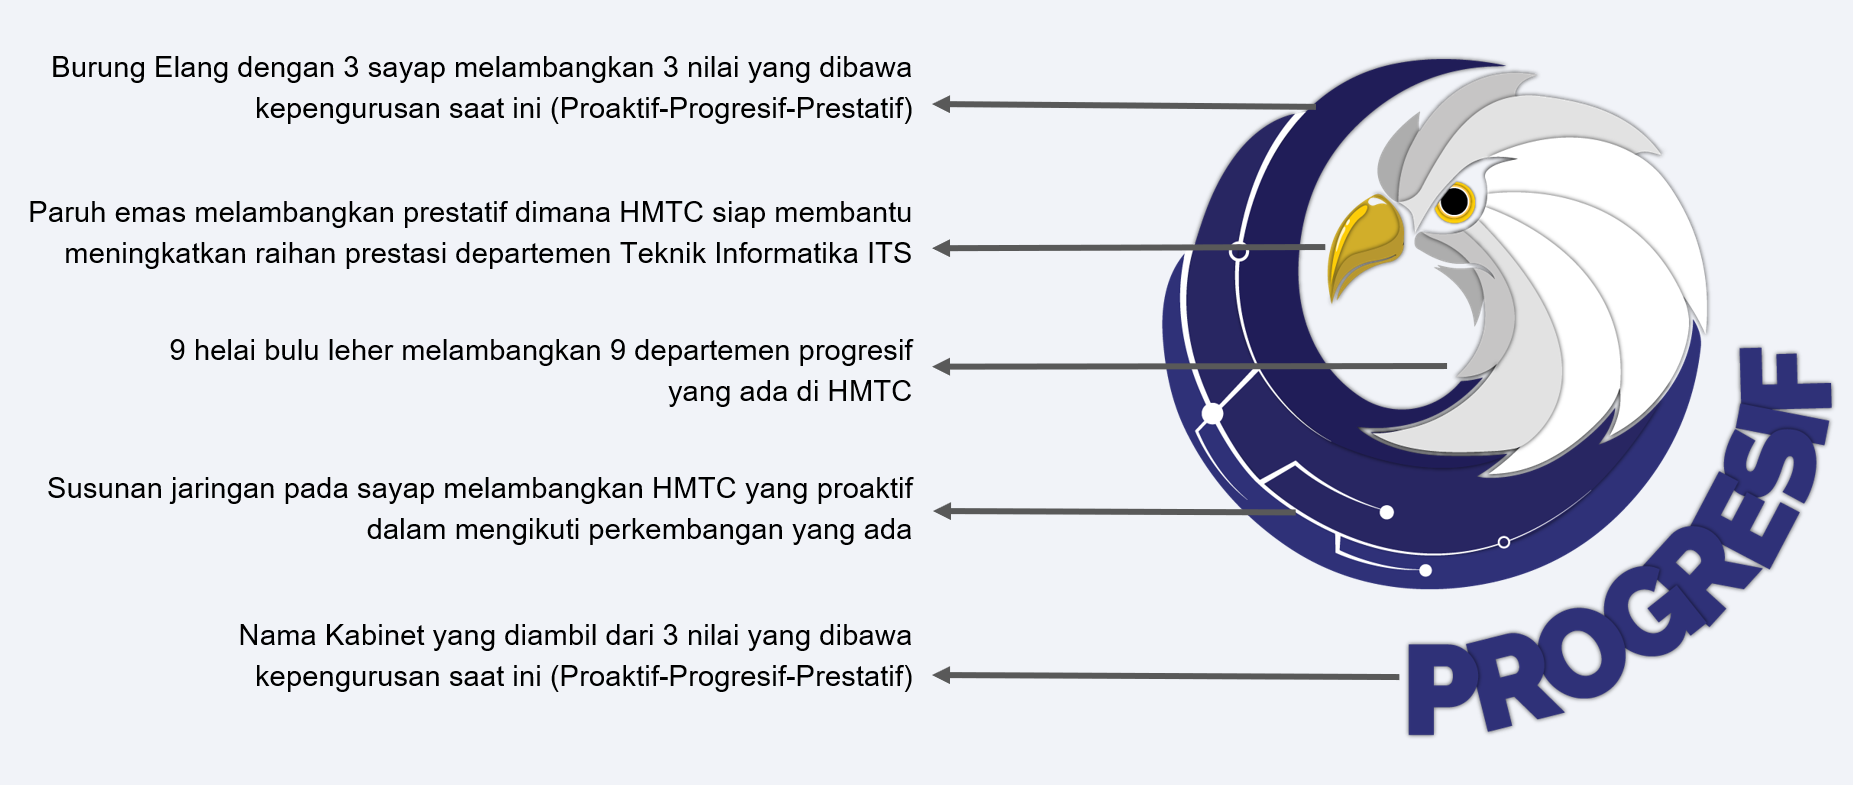 Burung Elang dengan 3 sayap melambangkan 3 nilai yang dibawa
kepengurusan saat ini (Proaktif-Progresif-Prestatif)
Paruh emas melambangkan prestatif dimana HMTC siap membantu
meningkatkan raihan prestasi departemen Teknik Informatika ITS
9 helai bulu leher melambangkan 9 departemen progresif
yang ada di HMTC
Susunan jaringan pada sayap melambangkan HMTC yang proaktif
dalam mengikuti perkembangan yang ada
Nama Kabinet yang diambil dari 3 nilai yang dibawa
kepengurusan saat ini (Proaktif-Progresif-Prestatif)
PROGRESIF